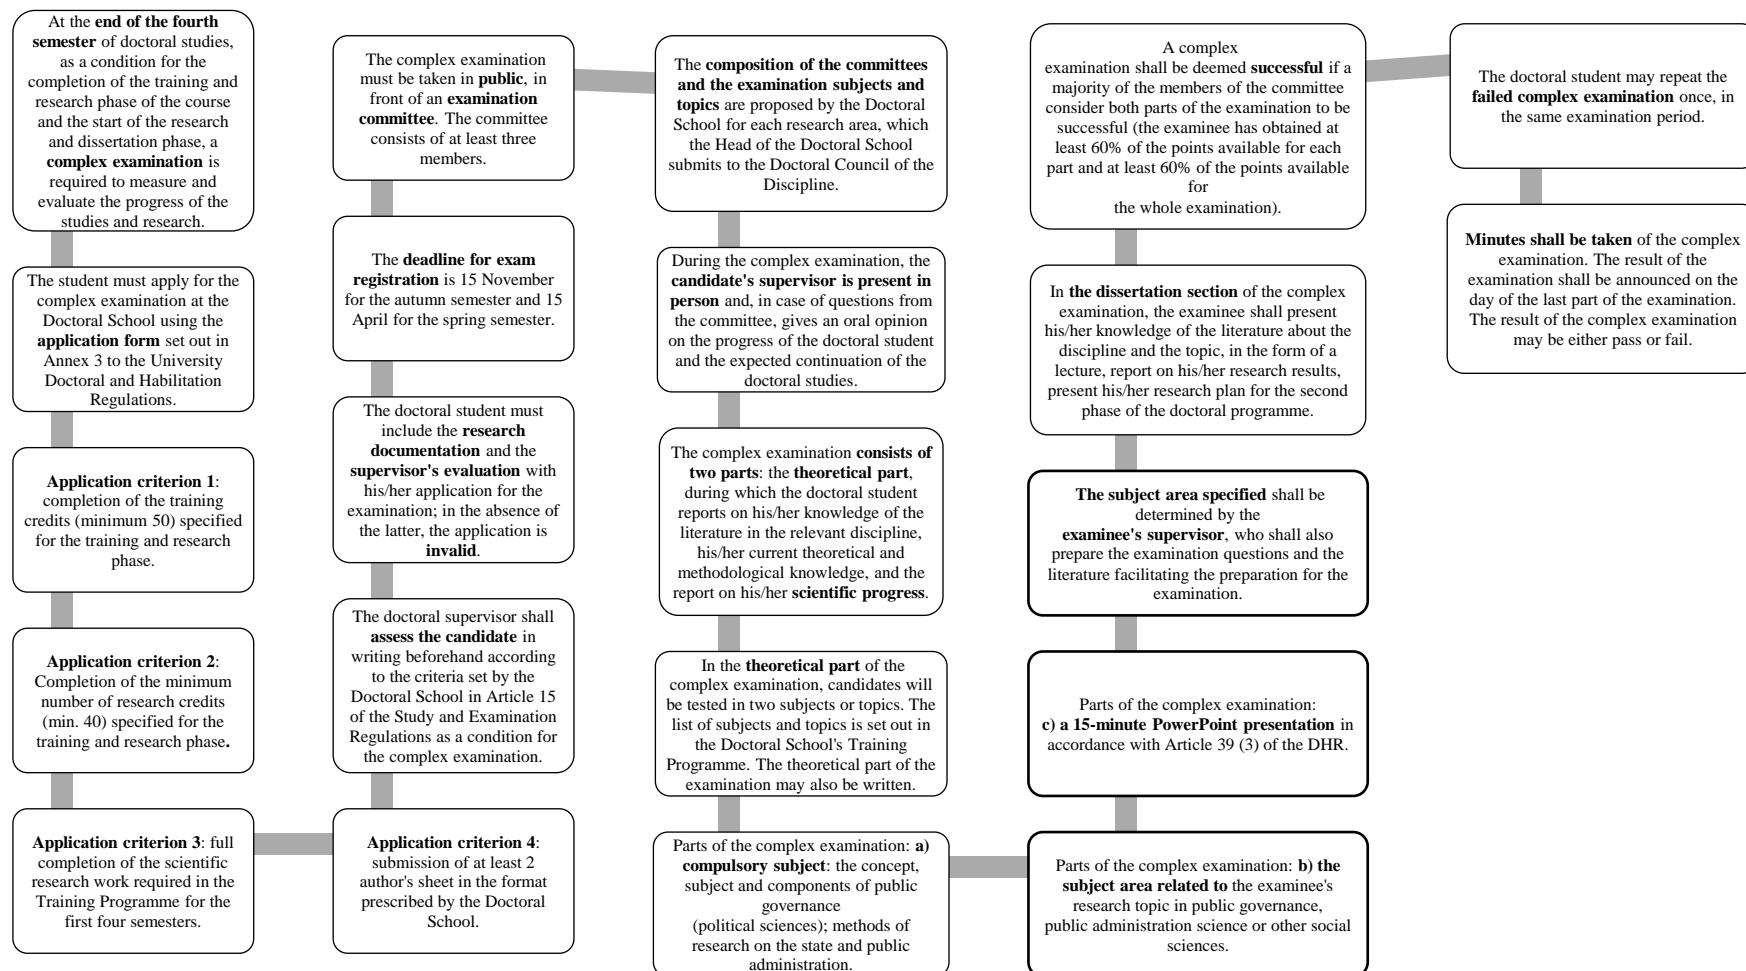 At the end of the fourth
semester of doctoral studies,
as a condition for the
completion of the training and
research phase of the course
and the start of the research
and dissertation phase, a
complex examination is
required to measure and
evaluate the progress of the
studies and research.
The student must apply for the
complex examination at the
Doctoral School using the
application form set out in
Annex 3 to the University
Doctoral and Habilitation
Regulations.
Application criterion 1:
completion of the training
credits (minimum 50) specified
for the training and research
phase.
Application criterion 2:
Completion of the minimum
number of research credits
(min. 40) specified for the
training and research phase.
Application criterion 3: full
completion of the scientific
research work required in the
Training Programme for the
first four semesters.
Application criterion 4:
submission of at least 2
author's sheet in the format
prescribed by the Doctoral
School.
The doctoral supervisor shall
assess the candidate in
writing beforehand according
to the criteria set by the
Doctoral School in Article 15
of the Study and Examination
Regulations as a condition for
the complex examination.
The doctoral student must
include the research
documentation and the
supervisor's evaluation with
his/her application for the
examination; in the absence of
the latter, the application is
invalid.
The deadline for exam
registration is 15 November
for the autumn semester and 15
April for the spring semester.
The complex examination
must be taken in public, in
front of an examination
committee. The committee
consists of at least three
members.
The composition of the committees
and the examination subjects and
topics are proposed by the Doctoral
School for each research area, which
the Head of the Doctoral School
submits to the Doctoral Council of the
Discipline.
During the complex examination, the
candidate's supervisor is present in
person and, in case of questions from
the committee, gives an oral opinion
on the progress of the doctoral student
and the expected continuation of the
doctoral studies.
The complex examination consists of
two parts: the theoretical part,
during which the doctoral student
reports on his/her knowledge of the
literature in the relevant discipline,
his/her current theoretical and
methodological knowledge, and the
report on his/her scientific progress.
In the theoretical part of the
complex examination, candidates will
be tested in two subjects or topics. The
list of subjects and topics is set out in
the Doctoral School's Training
Programme. The theoretical part of the
examination may also be written.
Parts of the complex examination: a)
compulsory subject: the concept,
subject and components of public
governance
(political sciences); methods of
research on the state and public
administration.
Parts of the complex examination: b) the
subject area related to the examinee's
research topic in public governance,
public administration science or other social
sciences.
Parts of the complex examination:
c) a 15-minute PowerPoint presentation in
accordance with Article 39 (3) of the DHR.
The subject area specified shall be
determined by the
examinee's supervisor, who shall also
prepare the examination questions and the
literature facilitating the preparation for the
examination.
In the dissertation section of the complex
examination, the examinee shall present
his/her knowledge of the literature about the
discipline and the topic, in the form of a
lecture, report on his/her research results,
present his/her research plan for the second
phase of the doctoral programme.
A complex
examination shall be deemed successful if a
majority of the members of the committee
consider both parts of the examination to be
successful (the examinee has obtained at
least 60% of the points available for each
part and at least 60% of the points available
for
the whole examination).
The doctoral student may repeat the
failed complex examination once, in
the same examination period.
Minutes shall be taken of the complex
examination. The result of the
examination shall be announced on the
day of the last part of the examination.
The result of the complex examination
may be either pass or fail.